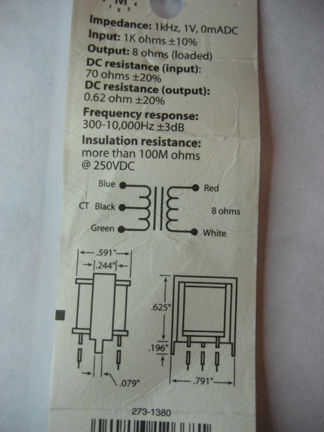 M
Impedance: 1kHz, 1V, 0mADC
Input: 1K ohms ±10%
Output: 8 ohms (loaded)
DC resistance (input):
70 ohms ±20%
DC resistance (output):
0.62 ohm ±20%
Frequency response:
300-10,000Hz ±3dB
Insulation resistance:
more than 100M ohms
@ 250VDC
Blue Red
CT Black 8 ohms
Green White
.591"
.244"
.625"
.196"
.079" .791"
273-1380